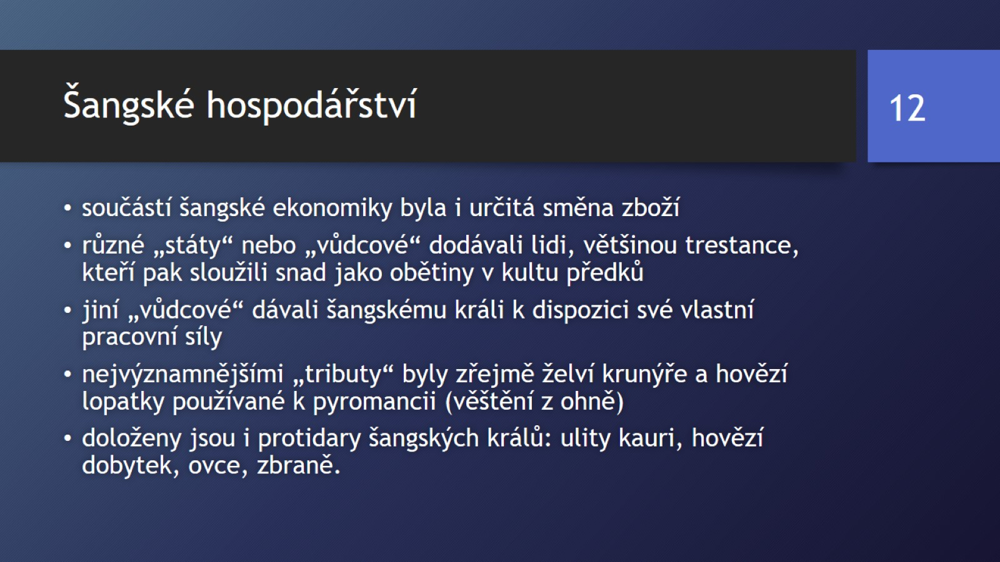 Šangské hospodářství
12
• součástí šangské ekonomiky byla i určitá směna zboží
• různé „státy“ nebo „vůdcové“ dodávali lidi, většinou trestance,
kteří pak sloužili snad jako obětiny v kultu předků
• jiní „vůdcové“ dávali šangskému králi k dispozici své vlastní
pracovní síly
• nejvýznamnějšími „tributy“ byly zřejmě želví krunýře a hovězí
lopatky používané k pyromancii (věštění z ohně)
• doloženy jsou i protidary šangských králů: ulity kauri, hovězí
dobytek, ovce, zbraně.